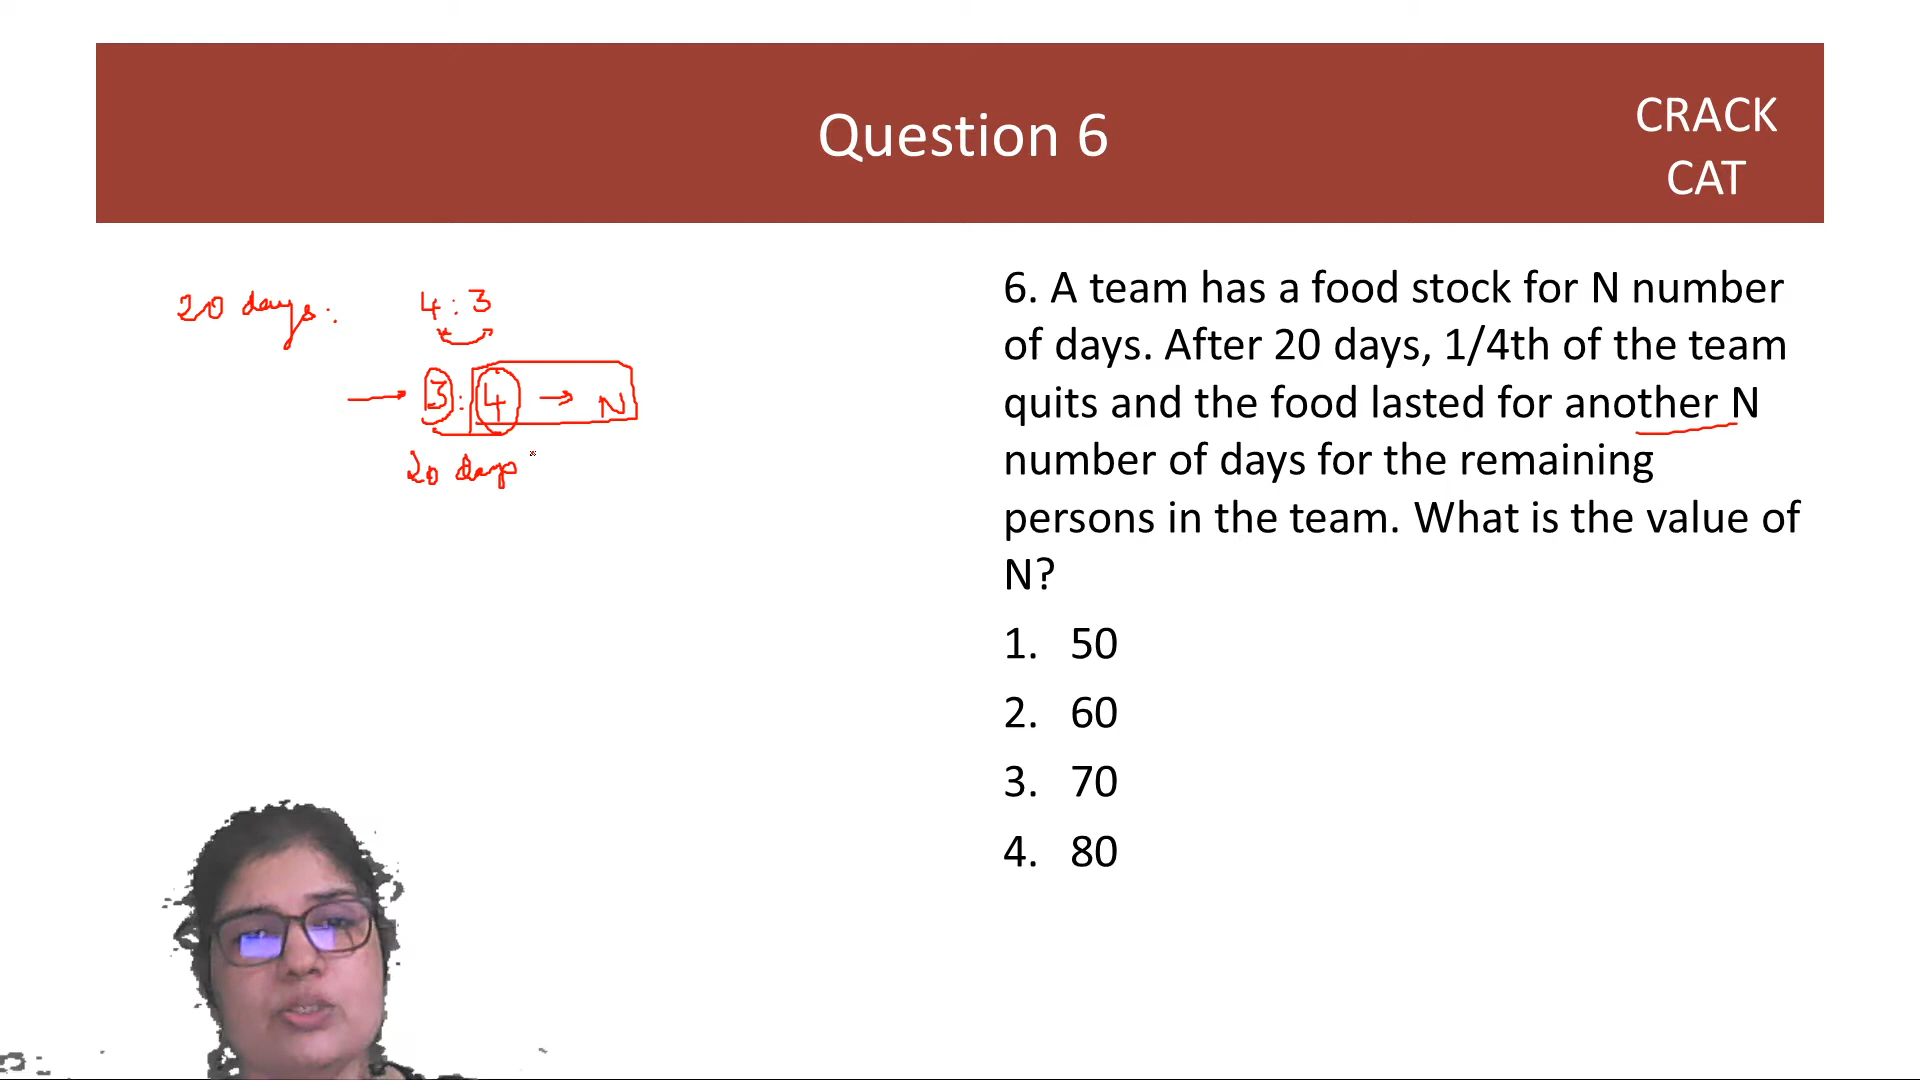 Question 6
CRACK
CAT
20 days:
4 : 3
3 : 4 → N
20 days
6. A team has a food stock for N number
of days. After 20 days, 1/4th of the team
quits and the food lasted for another N
number of days for the remaining
persons in the team. What is the value of
N?
1. 50
2. 60
3. 70
4. 80